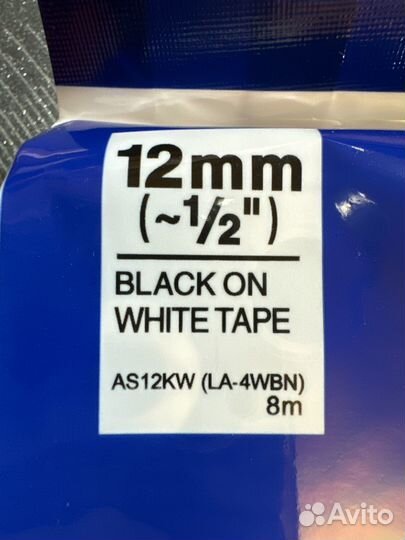 12mm
(~1/2")
BLACK ON
WHITE TAPE
AS12KW (LA-4WBN)
8m
Avito